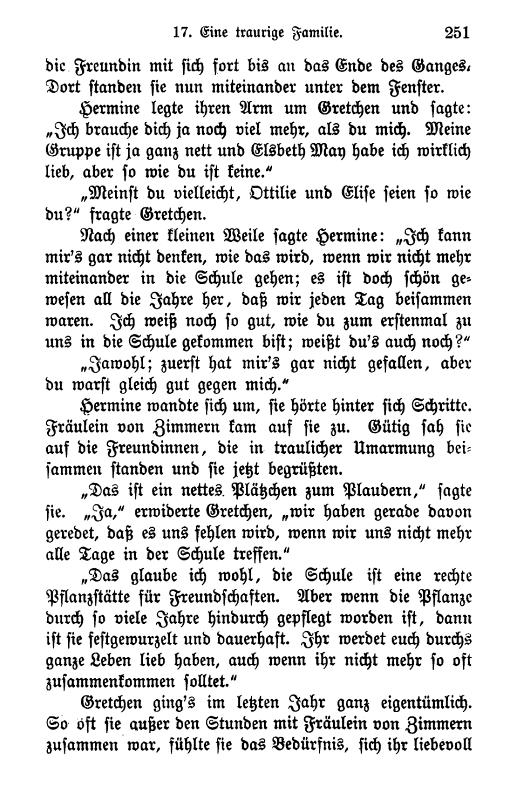 17. Eine traurige Familie. 251
die Freundin mit sich fort bis an das Ende des Ganges.
Dort standen sie nun miteinander unter dem Fenster.
Hermine legte ihren Arm um Gretchen und sagte:
„Ich brauche dich ja noch viel mehr, als du mich. Meine
Gruppe ist ja ganz nett und Elsbeth May habe ich wirklich
lieb, aber so wie du ist keine.“
„Meinst du vielleicht, Ottilie und Elise seien so wie
du?“ fragte Gretchen.
Nach einer kleinen Weile sagte Hermine: „Ich kann
mir's gar nicht denken, wie das wird, wenn wir nicht mehr
miteinander in die Schule gehen; es ist doch schön ge-
wesen all die Jahre her, daß wir jeden Tag beisammen
waren. Ich weiß noch so gut, wie du zum erstenmal zu
uns in die Schule gekommen bist; weißt du's auch noch?“
„Jawohl; zuerst hat mir's gar nicht gefallen, aber
du warst gleich gut gegen mich.“
Hermine wandte sich um, sie hörte hinter sich Schritte.
Fräulein von Zimmern kam auf sie zu. Gütig sah sie
auf die Freundinnen, die in traulicher Umarmung bei-
sammen standen und sie jetzt begrüßten.
„Das ist ein nettes Plätzchen zum Plaudern,“ sagte
sie. „Ja,“ erwiderte Gretchen, „wir haben gerade davon
geredet, daß es uns fehlen wird, wenn wir uns nicht mehr
alle Tage in der Schule treffen.“
„Das glaube ich wohl, die Schule ist eine rechte
Pflanzstätte für Freundschaften. Aber wenn die Pflanze
durch so viele Jahre hindurch gepflegt worden ist, dann
ist sie festgewurzelt und dauerhaft. Ihr werdet euch durchs
ganze Leben lieb haben, auch wenn ihr nicht mehr so oft
zusammenkommen solltet.“
Gretchen ging's im letzten Jahr ganz eigentümlich.
So oft sie außer den Stunden mit Fräulein von Zimmern
zusammen war, fühlte sie das Bedürfnis, sich ihr liebevoll